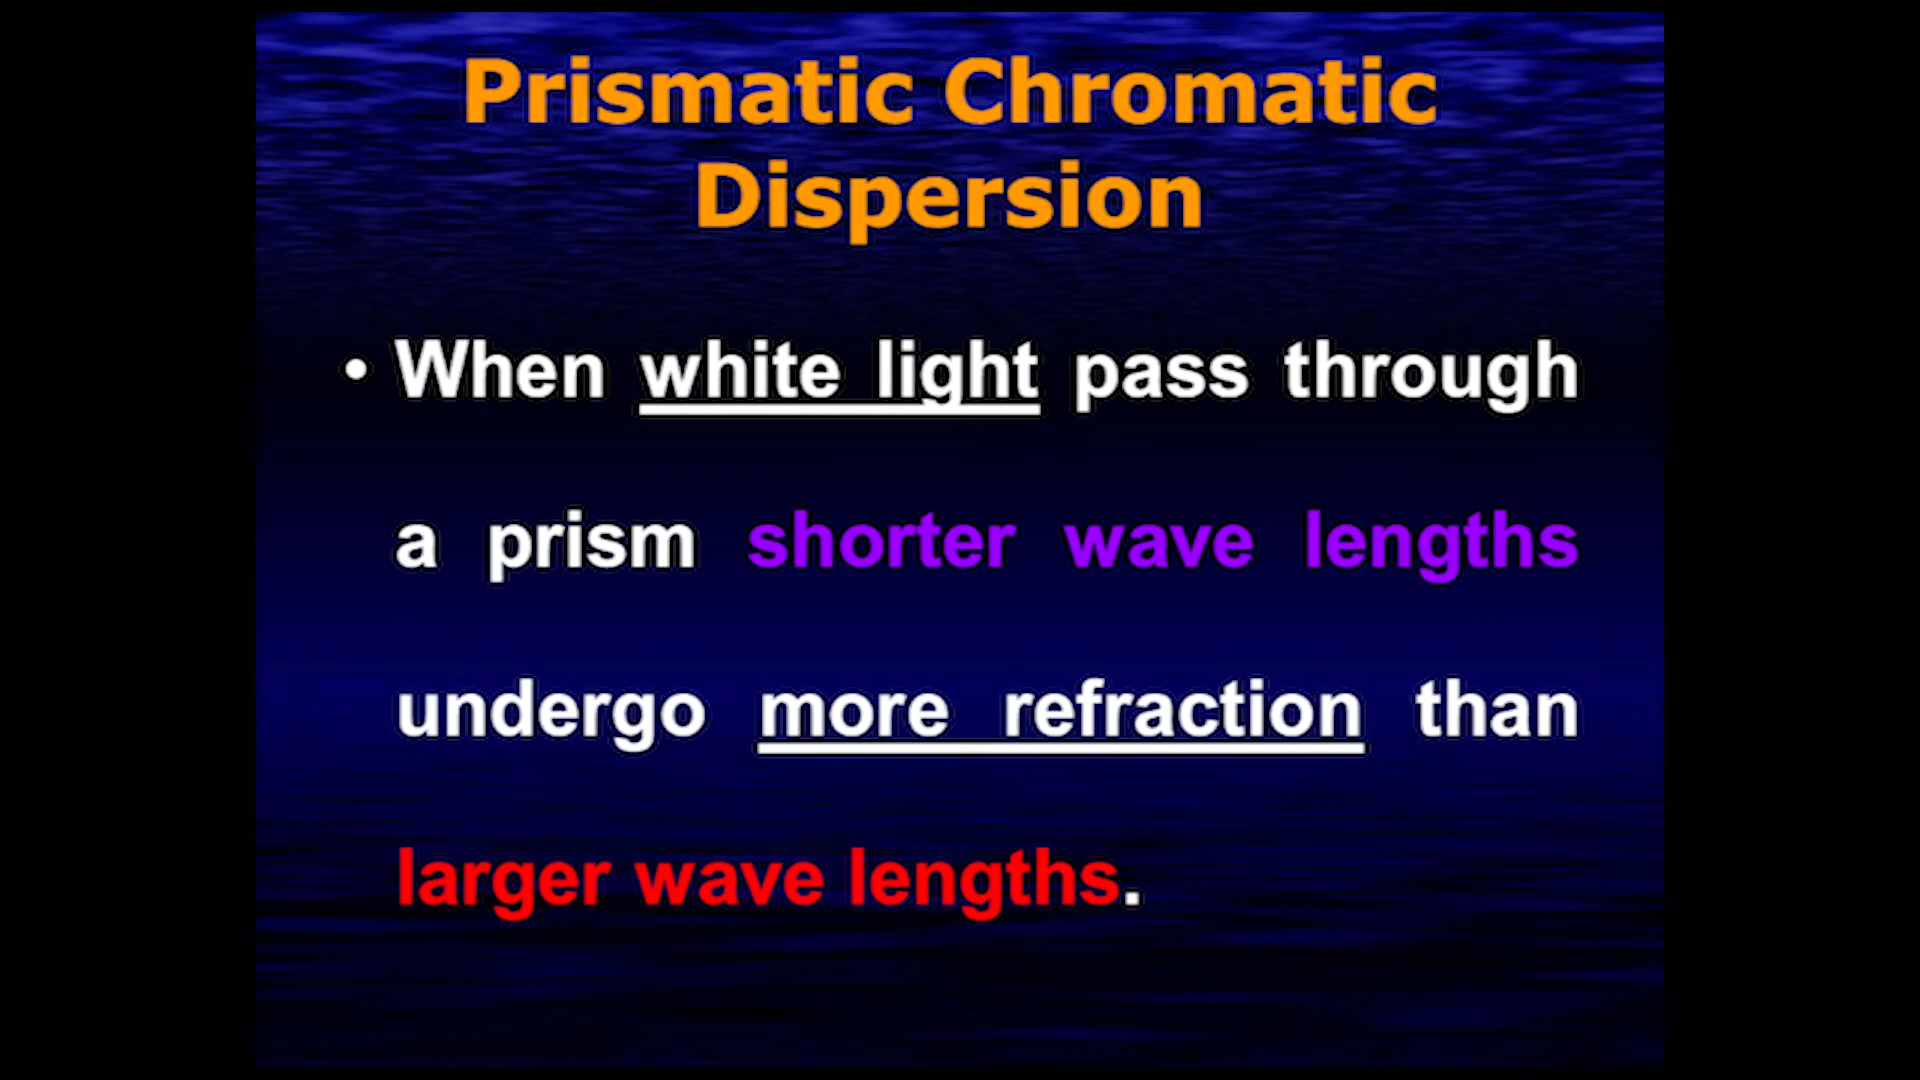 Prismatic Chromatic
Dispersion
• When white light pass through
a prism shorter wave lengths
undergo more refraction than
larger wave lengths.